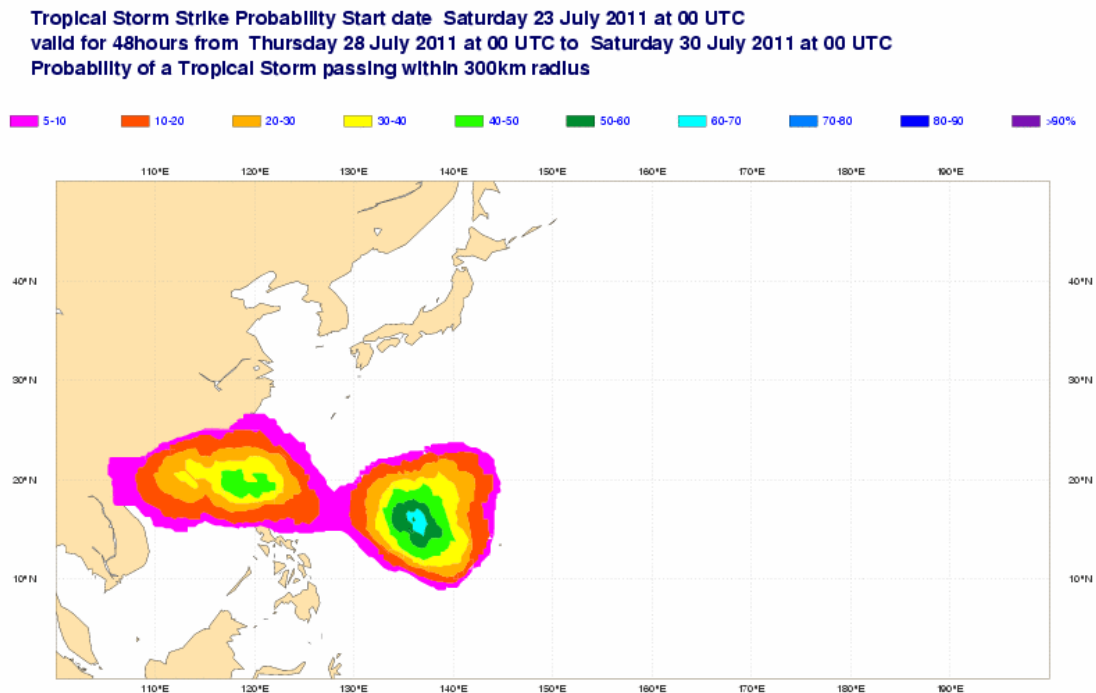 Tropical Storm Strike Probability Start date Saturday 23 July 2011 at 00 UTC
valid for 48hours from Thursday 28 July 2011 at 00 UTC to Saturday 30 July 2011 at 00 UTC
Probability of a Tropical Storm passing within 300km radius
5-10 10-20 20-30 30-40 40-50 50-60 60-70 70-80 80-90 >90%
110°E 120°E 130°E 140°E 150°E 160°E 170°E 180°E 190°E
40°N 40°N
30°N 30°N
20°N 20°N
10°N 10°N
110°E 120°E 130°E 140°E 150°E 160°E 170°E 180°E 190°E